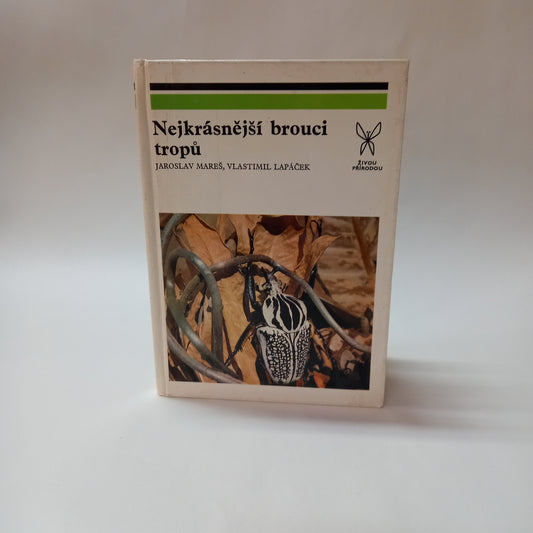 Nejkrásnější brouci
tropů
JAROSLAV MAREŠ, VLASTIMIL LAPÁČEK
ŽIVOU
PŘÍRODOU